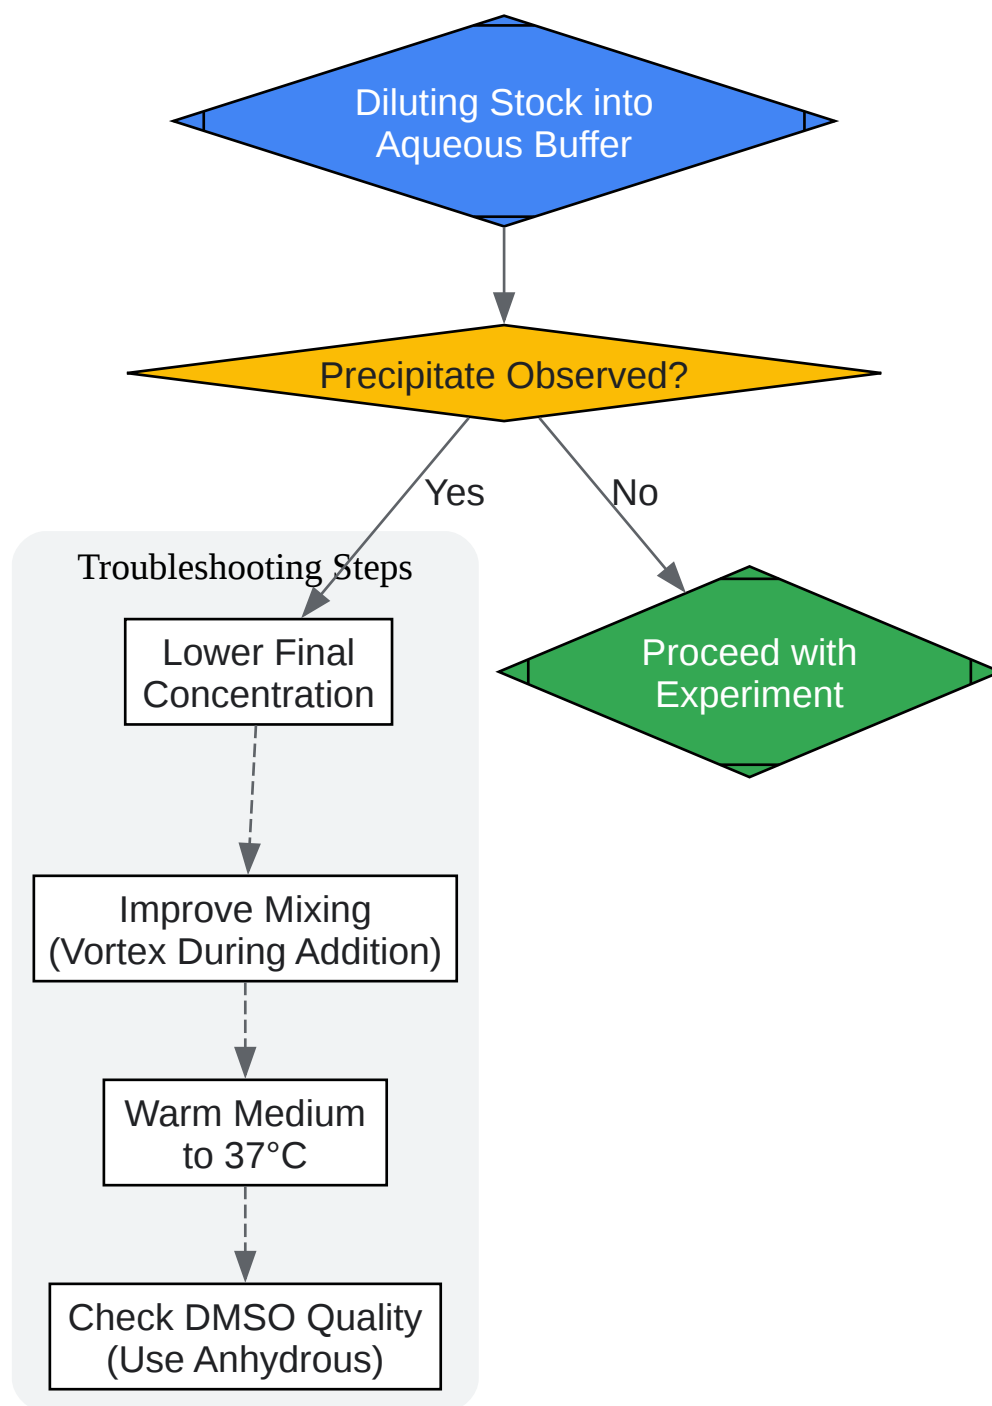 Diluting Stock into
Aqueous Buffer
Precipitate Observed?
Yes
No
Troubleshooting Steps
Lower Final
Concentration
Proceed with
Experiment
Improve Mixing
(Vortex During Addition)
Warm Medium
to 37°C
Check DMSO Quality
(Use Anhydrous)